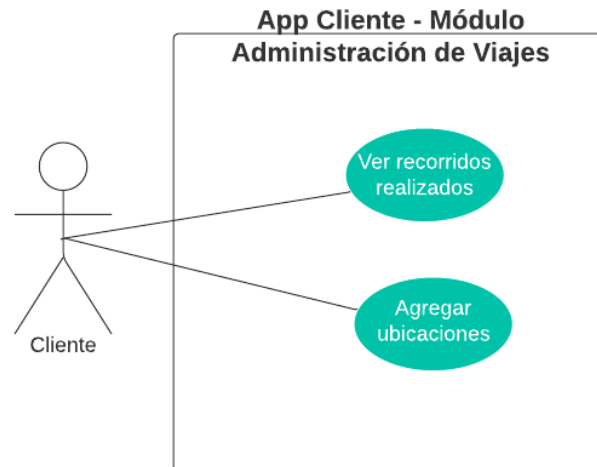 App Cliente - Módulo
Administración de Viajes
Ver recorridos
realizados
Agregar
ubicaciones
Cliente